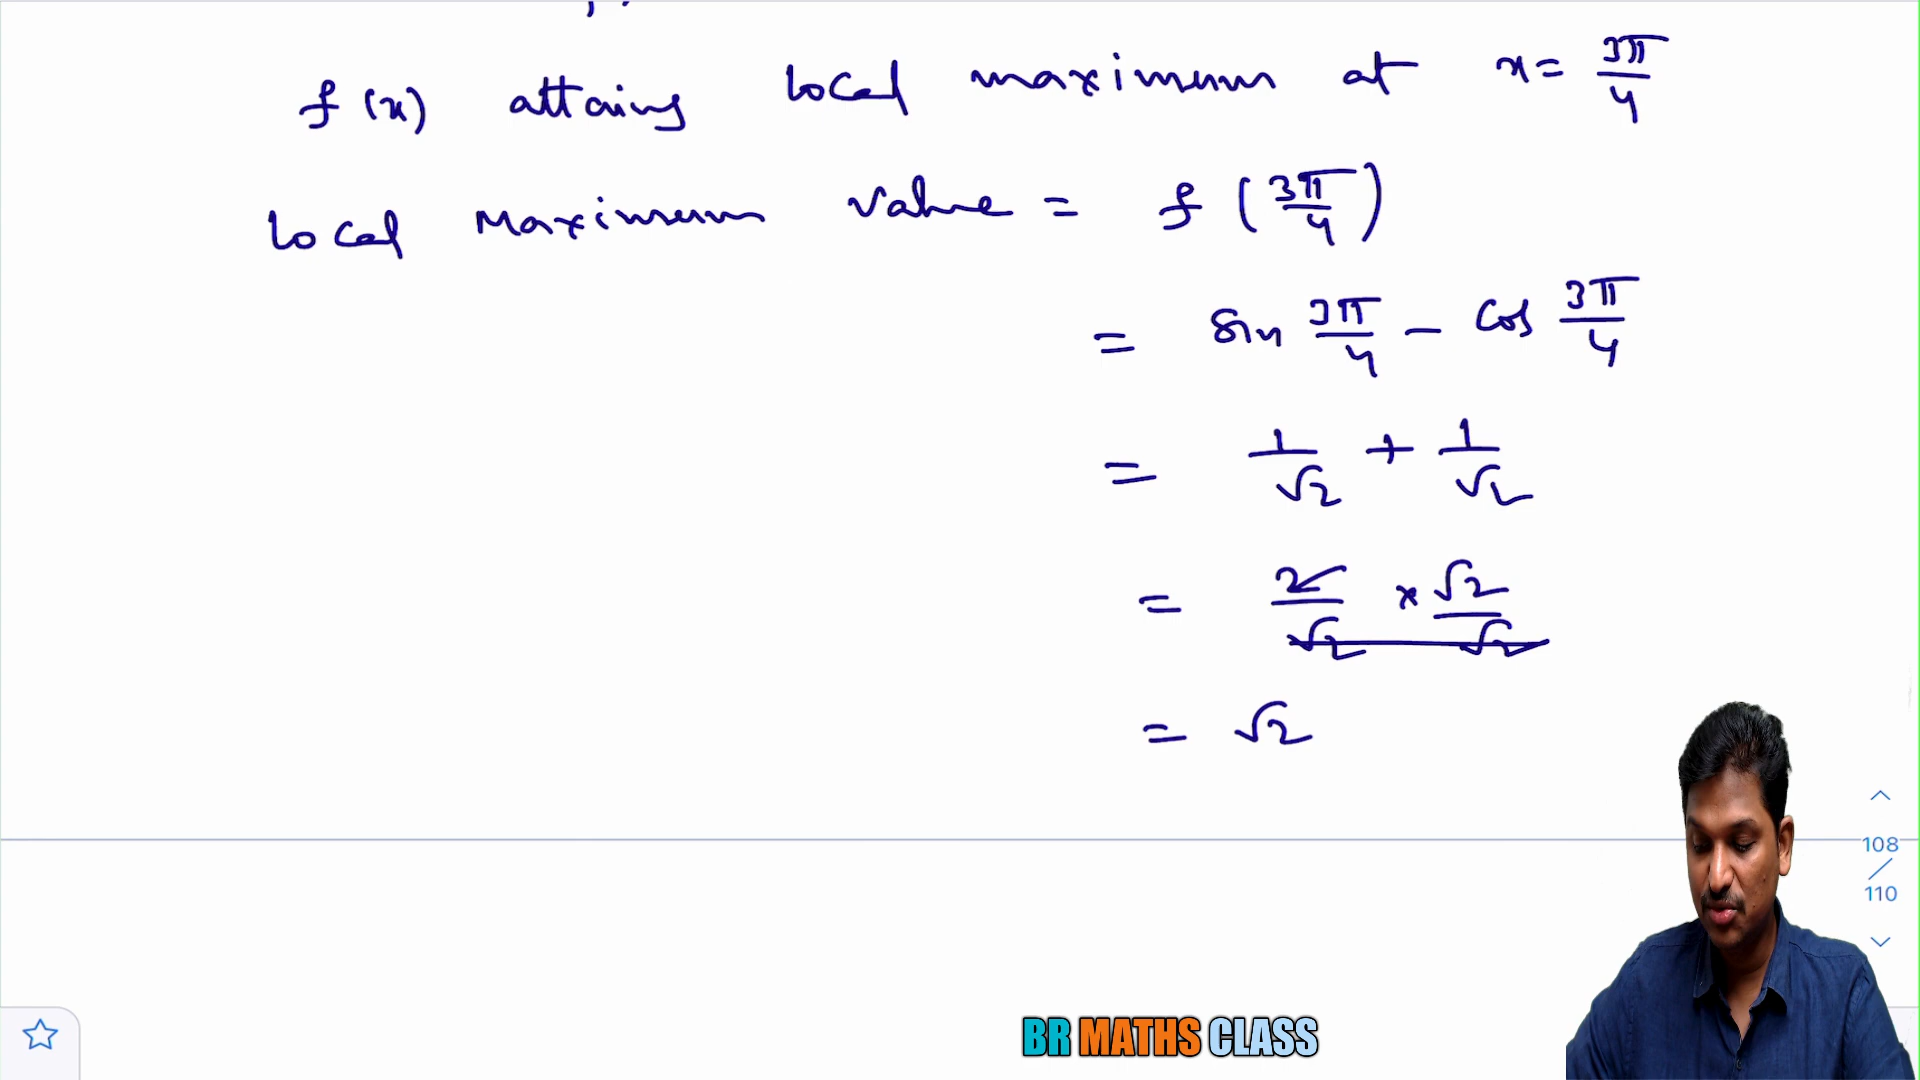 f(x) attains local maximum at x = 3π/4
Local Maximum Value = f(3π/4)
= Sin 3π/4 - Cos 3π/4
= 1/√2 + 1/√2
= 2/√2 × √2/√2
= √2
108
/
110
BR MATHS CLASS